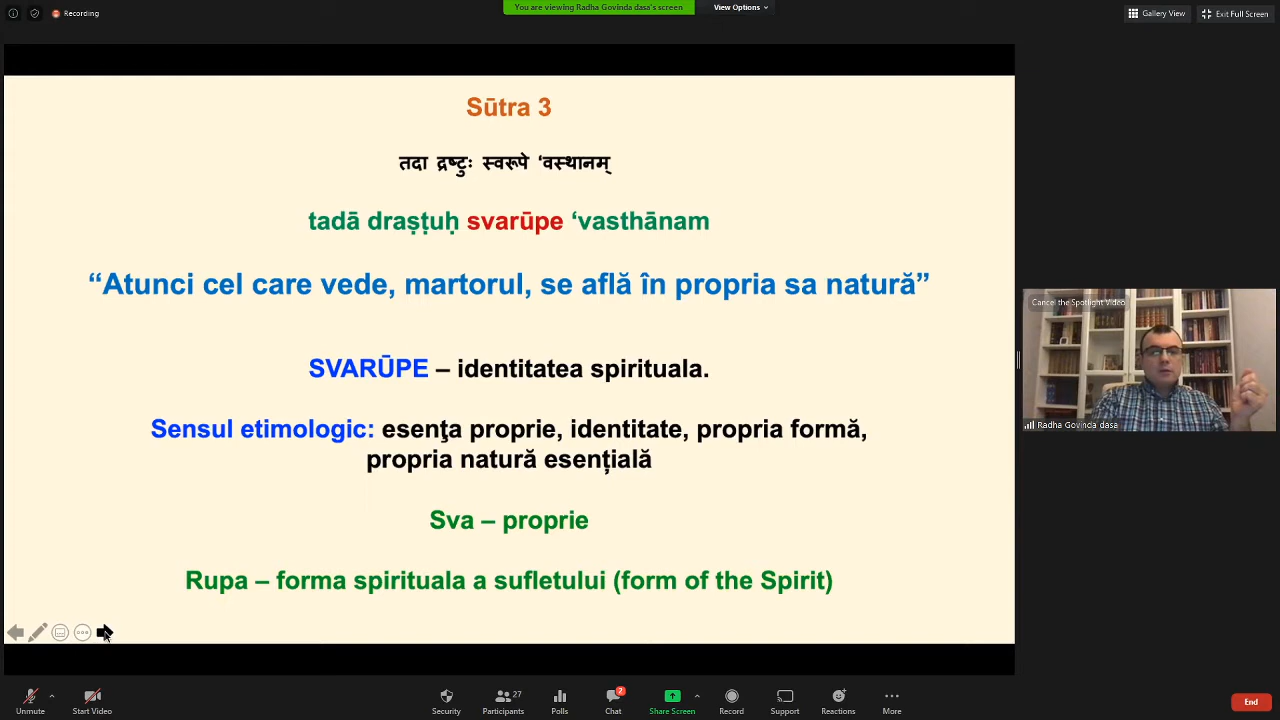 Recording
You are viewing Radha Govinda dasa's screen
View Options
Gallery View
Exit Full Screen
Sūtra 3
तदा द्रष्टुः स्वरूपे ‘वस्थानम्
tadā draṣṭuḥ svarūpe ‘vasthānam
“Atunci cel care vede, martorul, se află în propria sa natură”
SVARŪPE – identitatea spirituala.
Sensul etimologic: esenţa proprie, identitate, propria formă,
propria natură esențială
Sva – proprie
Rupa – forma spirituala a sufletului (form of the Spirit)
Cancel the Spotlight Video
Radha Govinda dasa
Unmute
Start Video
Security
Participants
27
Polls
Chat
2
Share Screen
Record
Support
Reactions
More
End